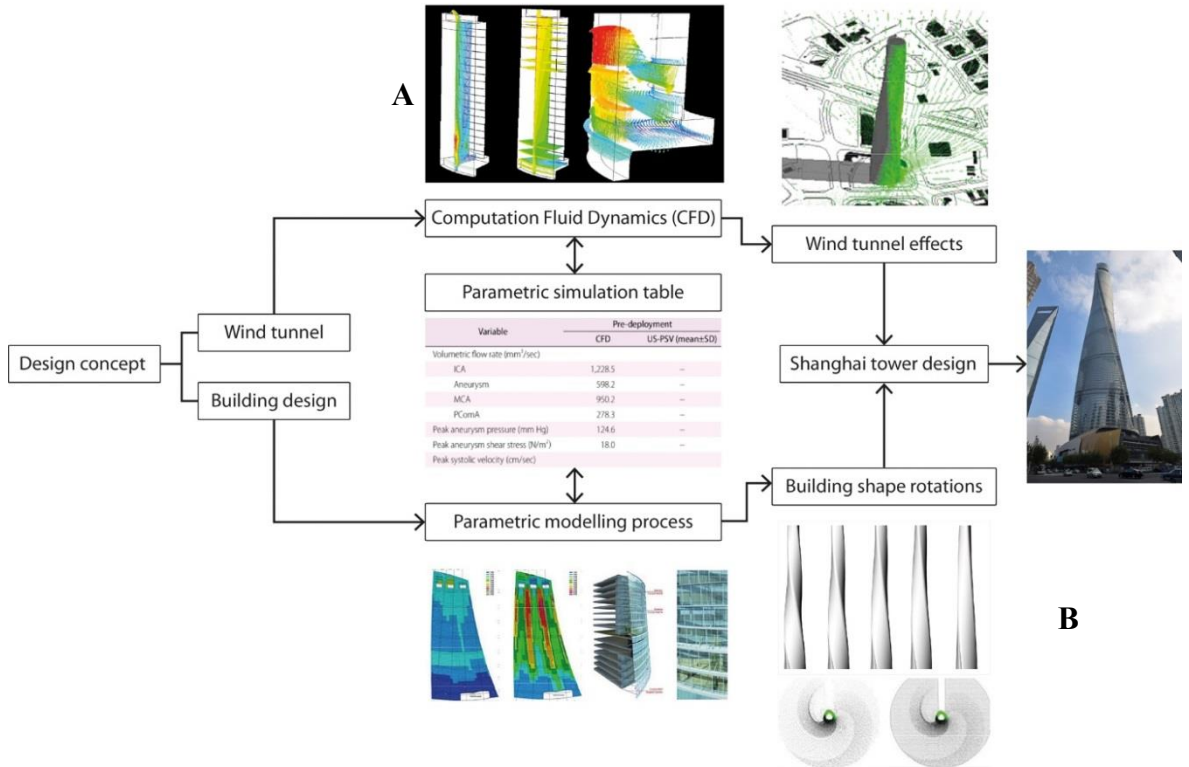 A
Computation Fluid Dynamics (CFD)
Wind tunnel effects
Parametric simulation table
Wind tunnel
Design concept
Building design
Variable
Pre-deployment
CFD US-PSV (mean±SD)
Volumetric flow rate (mm³/sec)
ICA 1,228.5 –
Aneurysm 598.2 –
MCA 950.2 –
PComA 278.3 –
Peak aneurysm pressure (mm Hg) 124.6 –
Peak aneurysm shear stress (N/m²) 18.0 –
Peak systolic velocity (cm/sec)
Shanghai tower design
Building shape rotations
Parametric modelling process
B